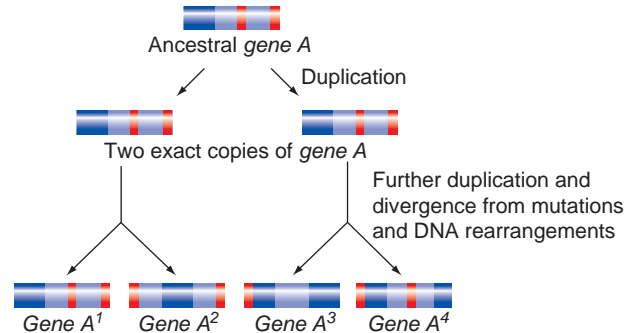 Ancestral gene A
Duplication
Two exact copies of gene A
Further duplication and
divergence from mutations
and DNA rearrangements
Gene A¹ Gene A² Gene A³ Gene A⁴